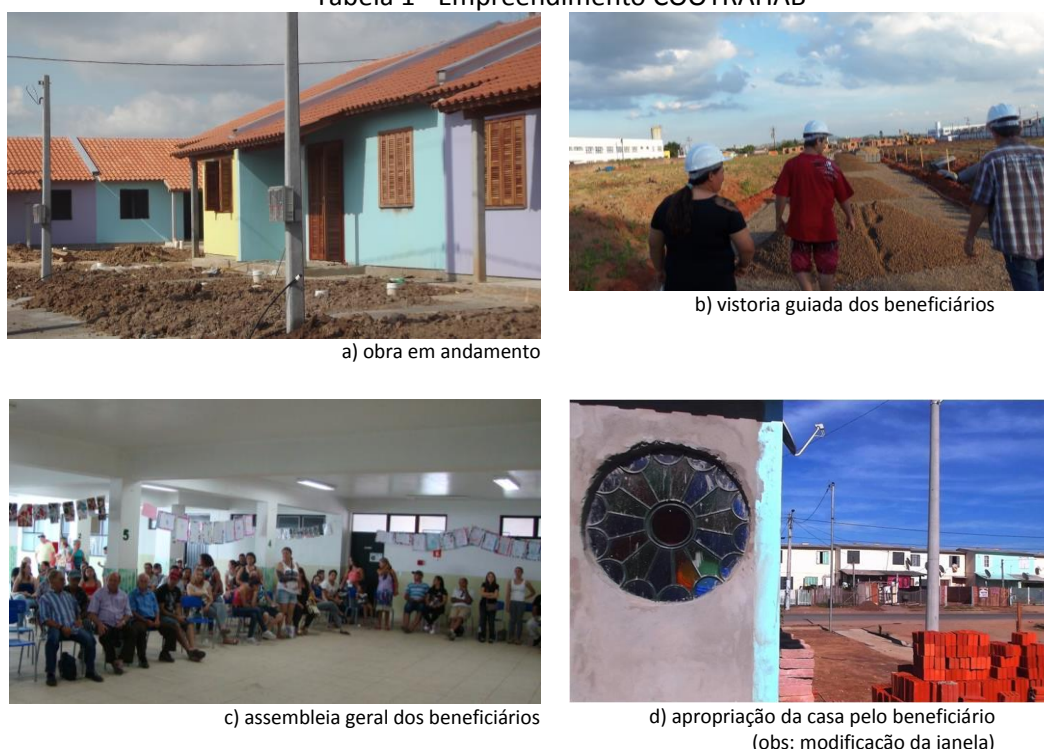 Tabela 1 - Empreendimento COOTRAHAB
a) obra em andamento
b) vistoria guiada dos beneficiários
c) assembleia geral dos beneficiários
d) apropriação da casa pelo beneficiário
(obs: modificação da janela)
5